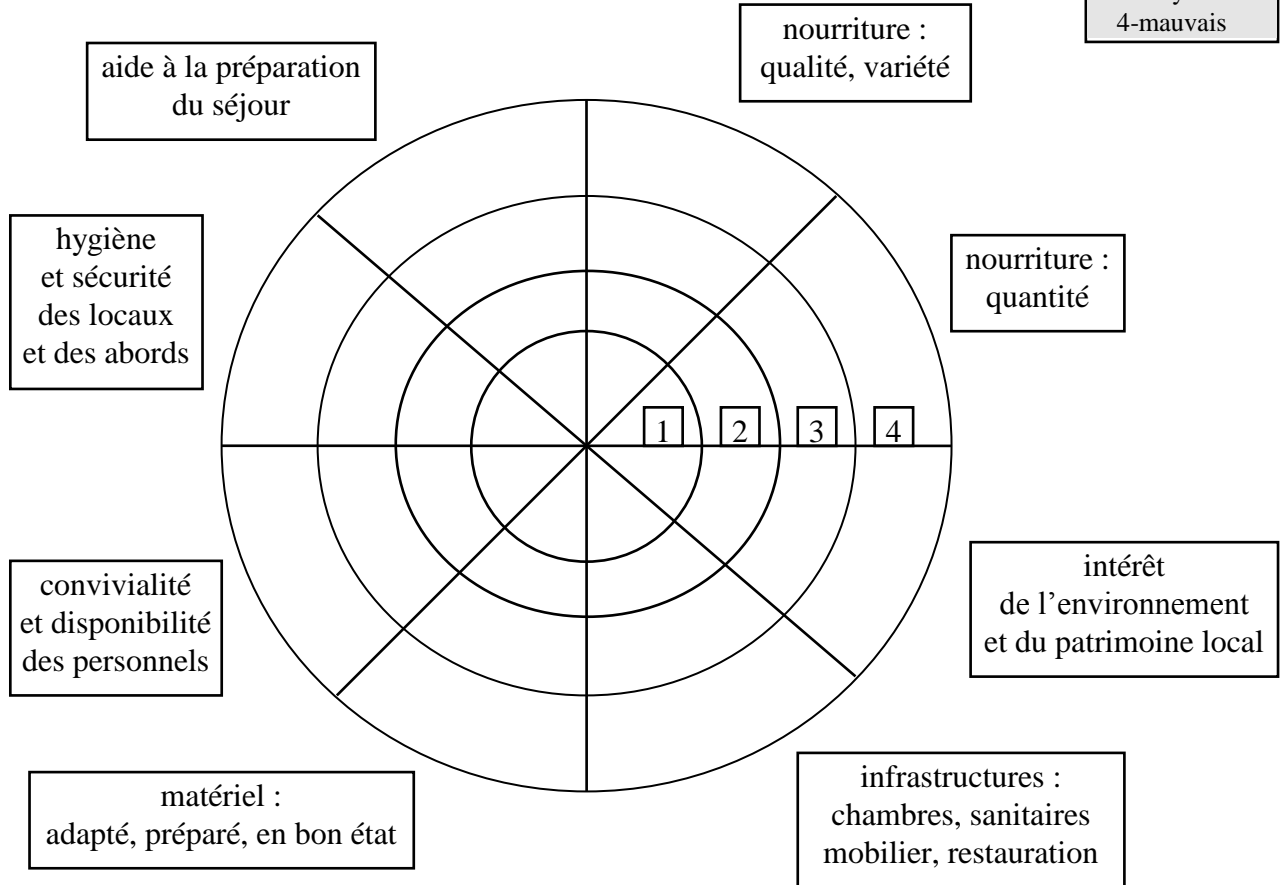 4-mauvais
nourriture :
qualité, variété
aide à la préparation
du séjour
hygiène
et sécurité
des locaux
et des abords
nourriture :
quantité
1 2 3 4
convivialité
et disponibilité
des personnels
intérêt
de l’environnement
et du patrimoine local
matériel :
adapté, préparé, en bon état
infrastructures :
chambres, sanitaires
mobilier, restauration